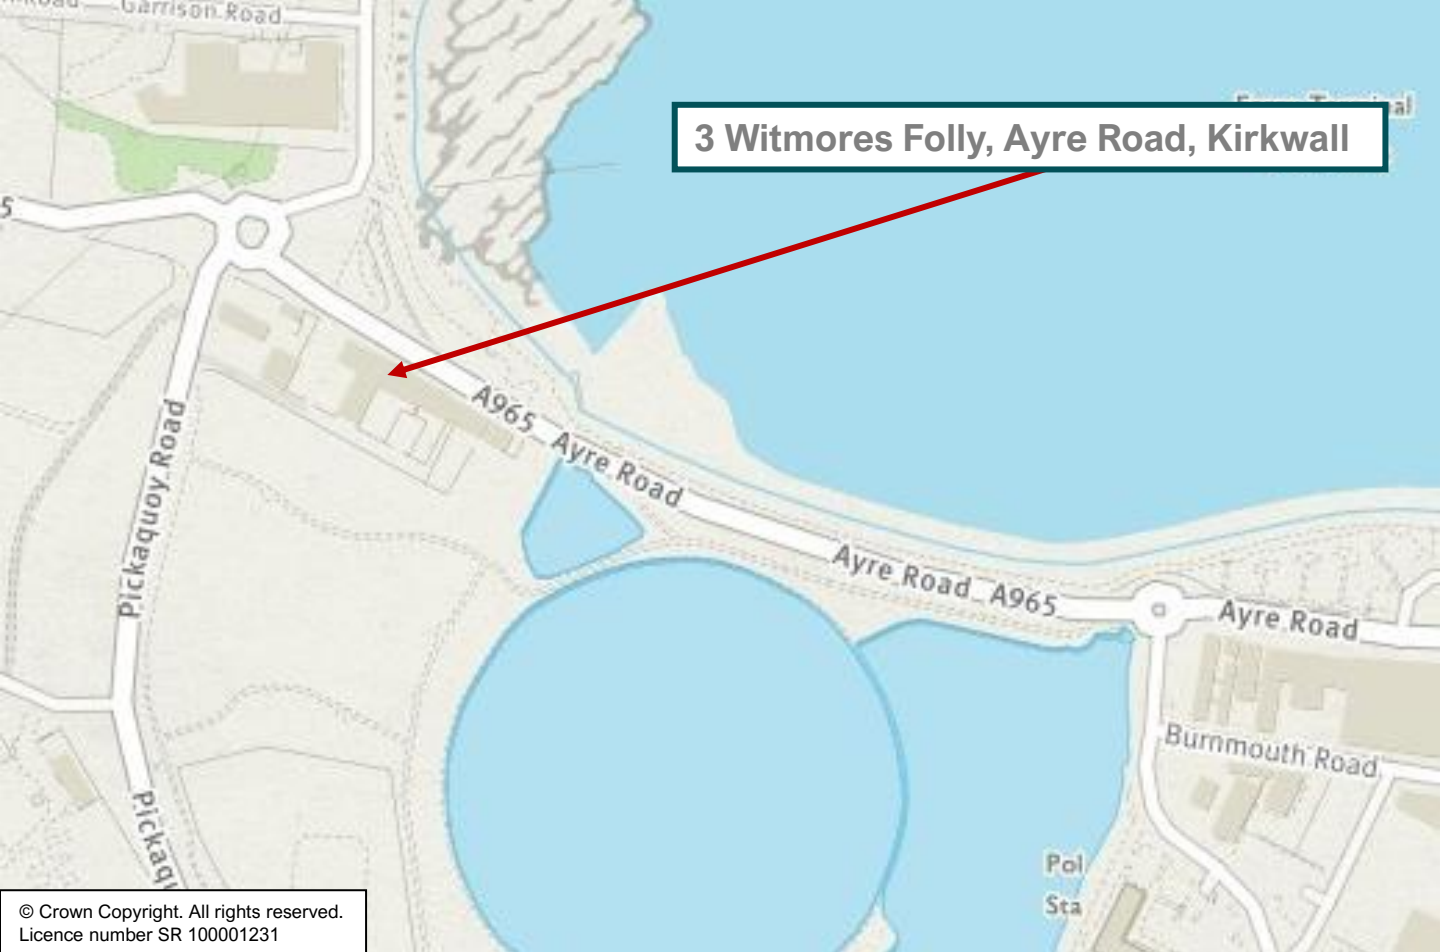 Garrison Road
3 Witmores Folly, Ayre Road, Kirkwall
5
A965
Ayre Road
Pickaquoy Road
Ayre Road
A965
Ayre Road
Burnmouth Road
Pickaq
Pol
Sta
© Crown Copyright. All rights reserved.
Licence number SR 100001231